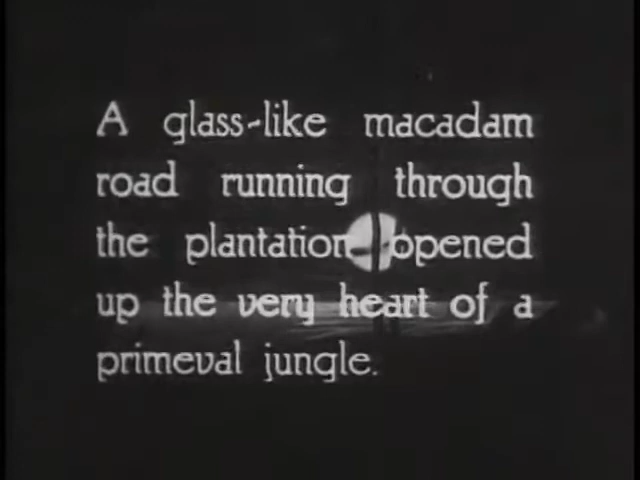 A glass-like macadam
road running through
the plantation opened
up the very heart of a
primeval jungle.